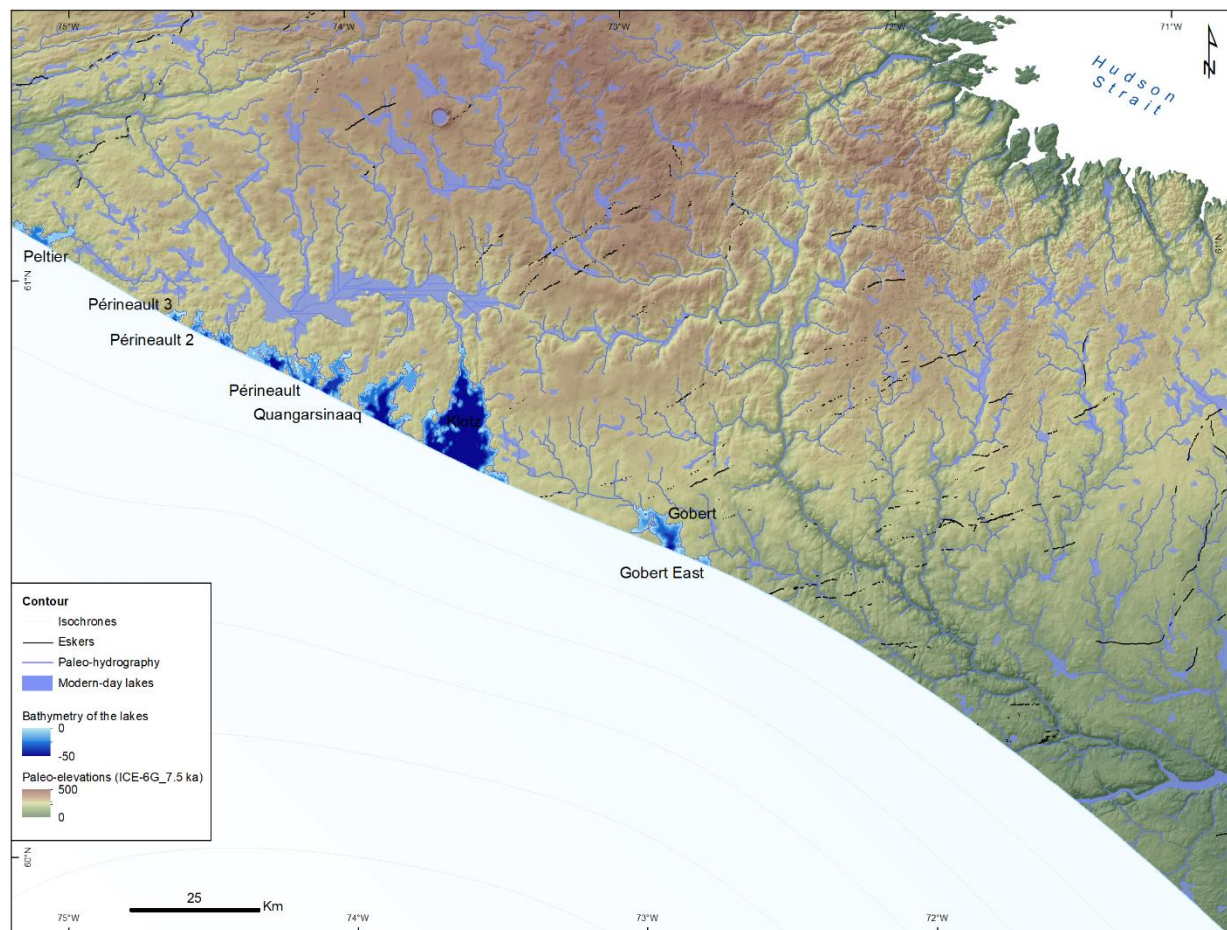 75°W
74°W
73°W
72°W
71°W
N
Hudson
Strait
61°N
61°N
Peltier
Périneault 3
Périneault 2
Périneault
Quangarsinaaq
Klotz
Gobert
Gobert East
Contour
Isochrones
Eskers
Paleo-hydrography
Modern-day lakes
Bathymetry of the lakes
0
-50
Paleo-elevations (ICE-6G_7.5 ka)
500
0
60°N
25
Km
75°W
74°W
73°W
72°W